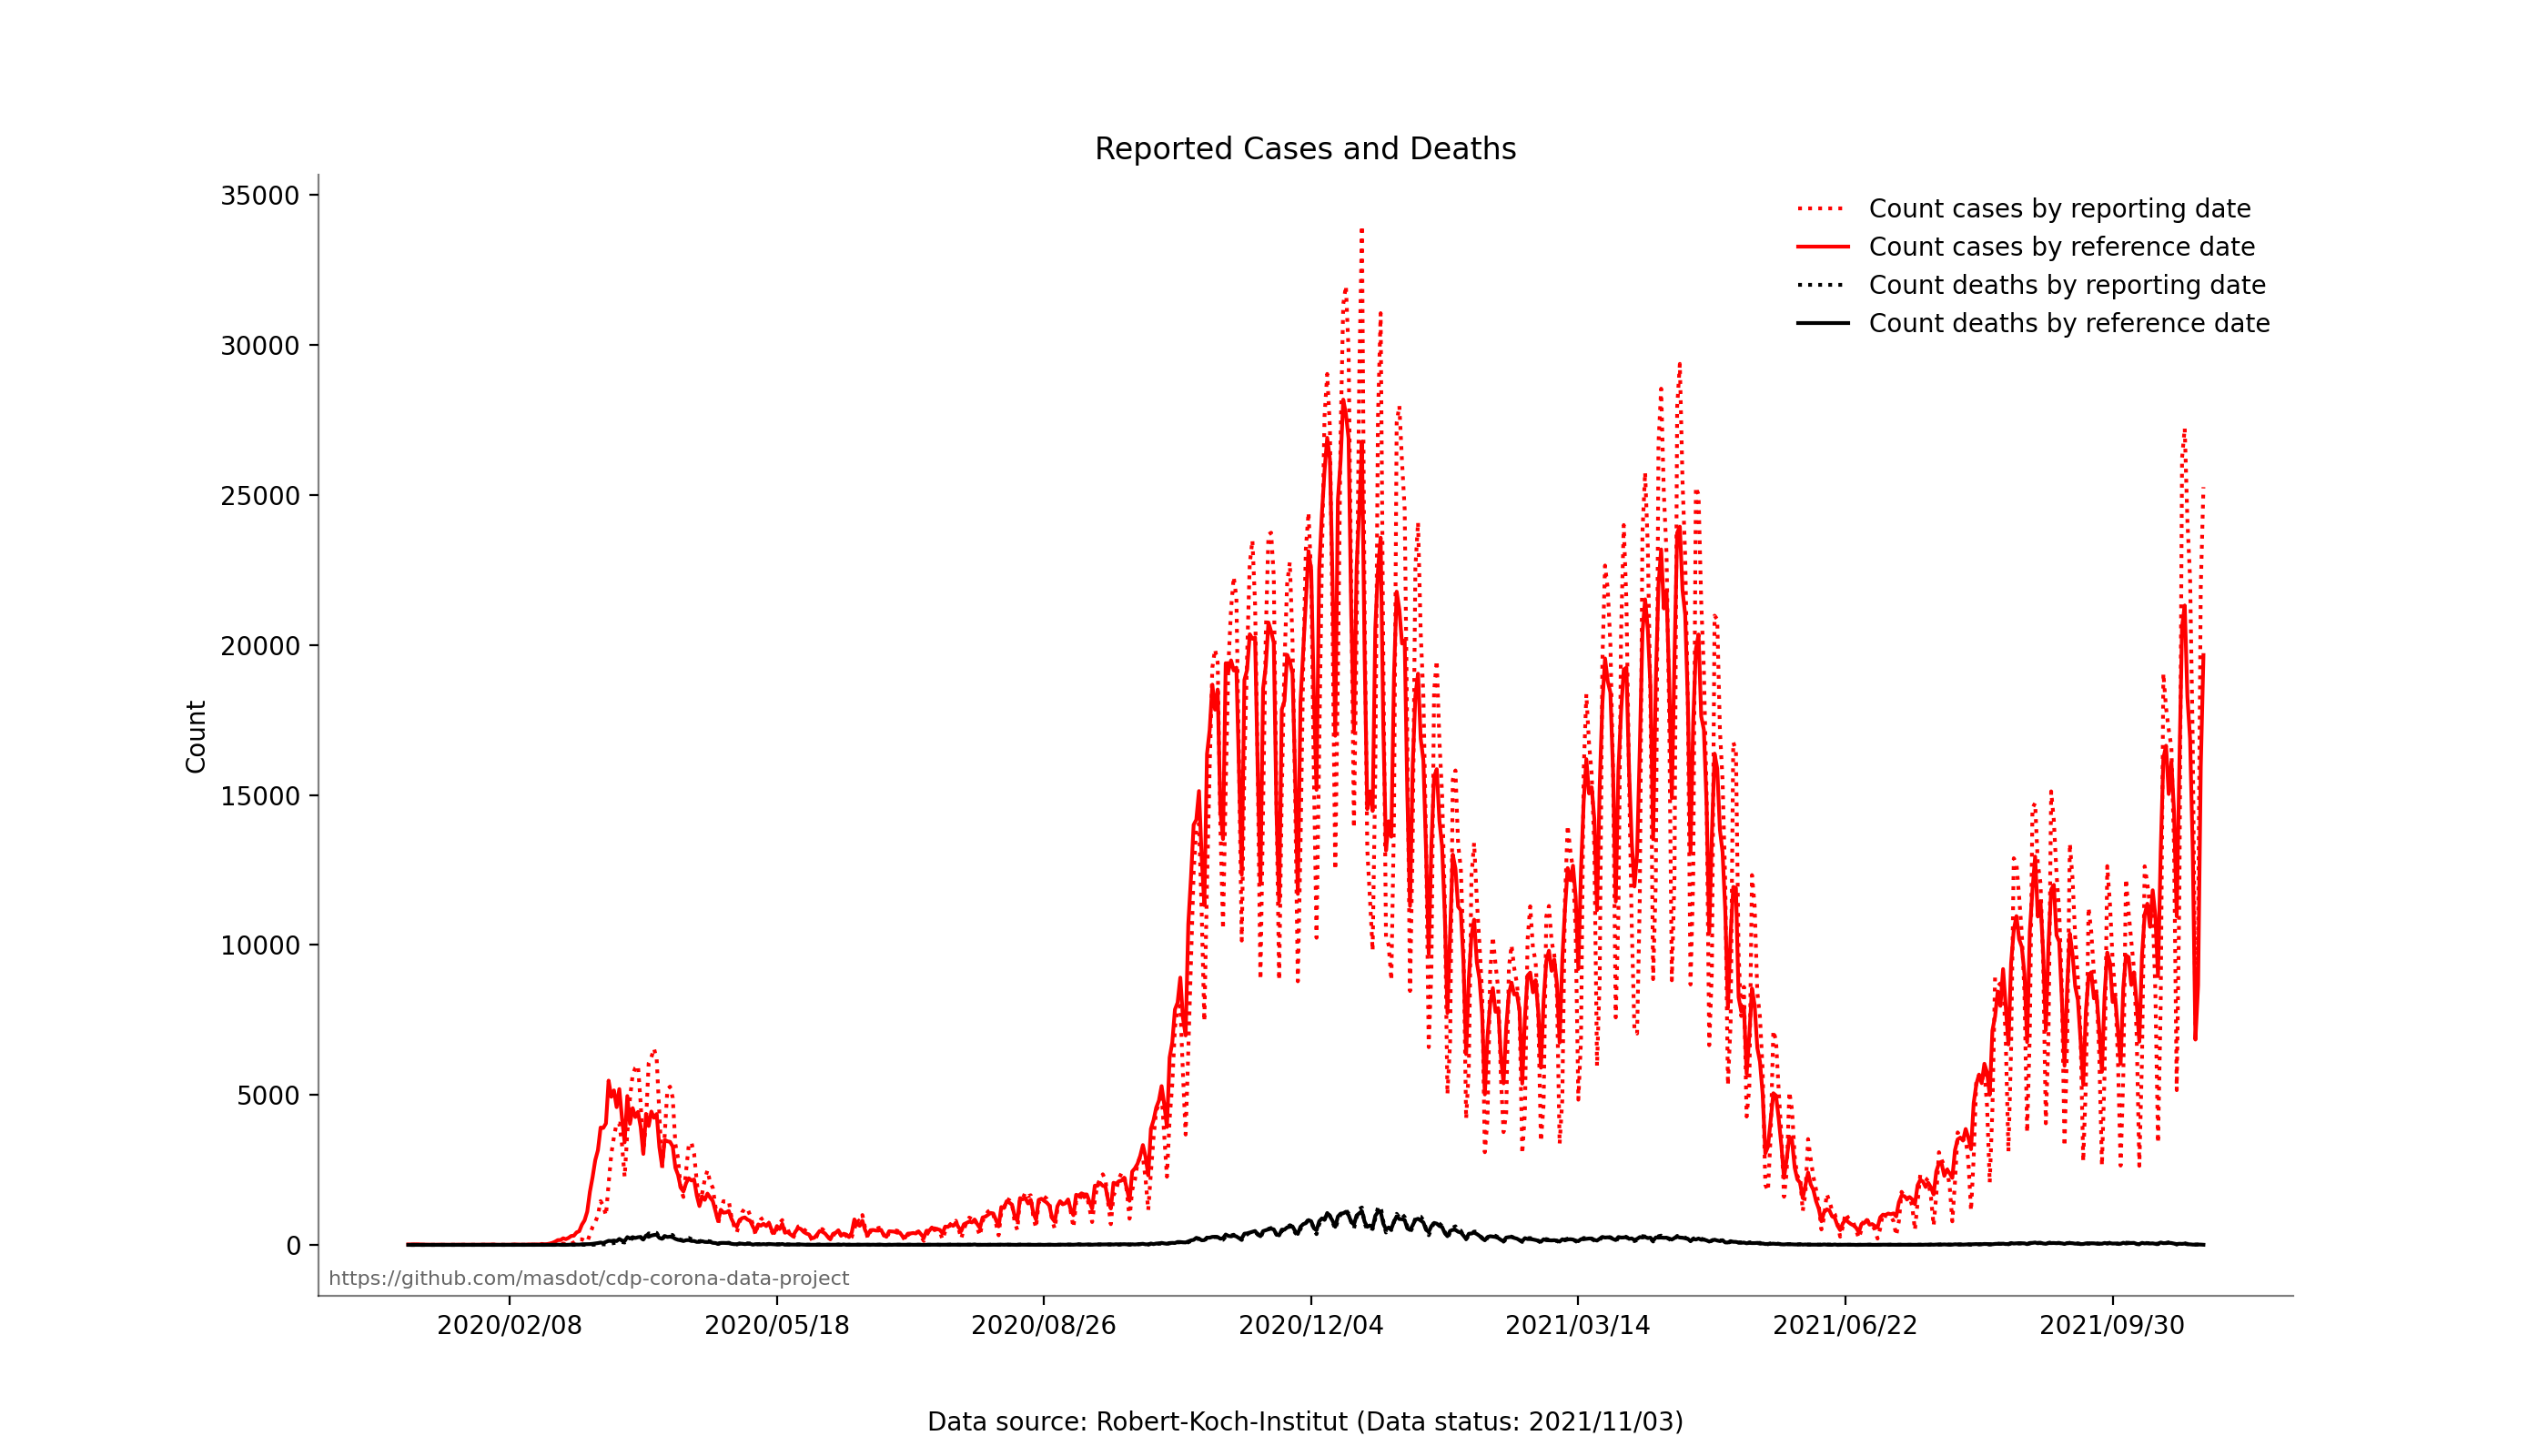 Reported Cases and Deaths
35000
30000
25000
20000
15000
10000
5000
0
Count
Count cases by reporting date
Count cases by reference date
Count deaths by reporting date
Count deaths by reference date
https://github.com/masdot/cdp-corona-data-project
2020/02/08 2020/05/18 2020/08/26 2020/12/04 2021/03/14 2021/06/22 2021/09/30
Data source: Robert-Koch-Institut (Data status: 2021/11/03)